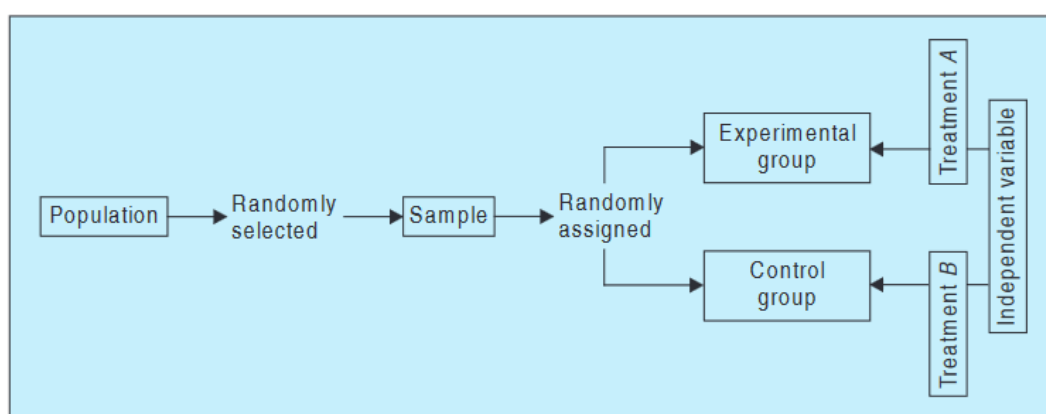 Population
Randomly
selected
Sample
Randomly
assigned
Experimental
group
Control
group
Treatment A
Treatment B
Independent variable